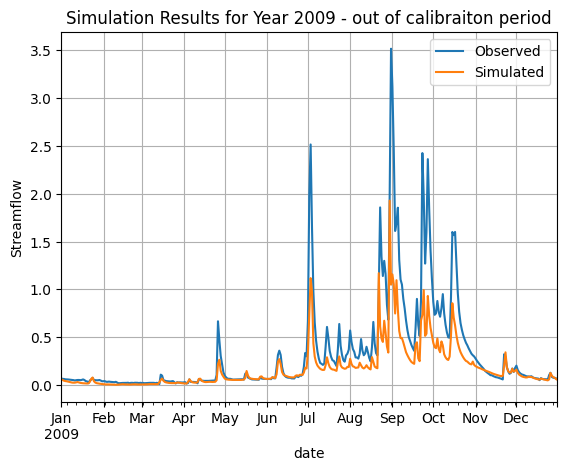 Simulation Results for Year 2009 - out of calibraiton period
Observed
Simulated
Streamflow
3.5
3.0
2.5
2.0
1.5
1.0
0.5
0.0
Jan Feb Mar Apr May Jun Jul Aug Sep Oct Nov Dec
2009
date